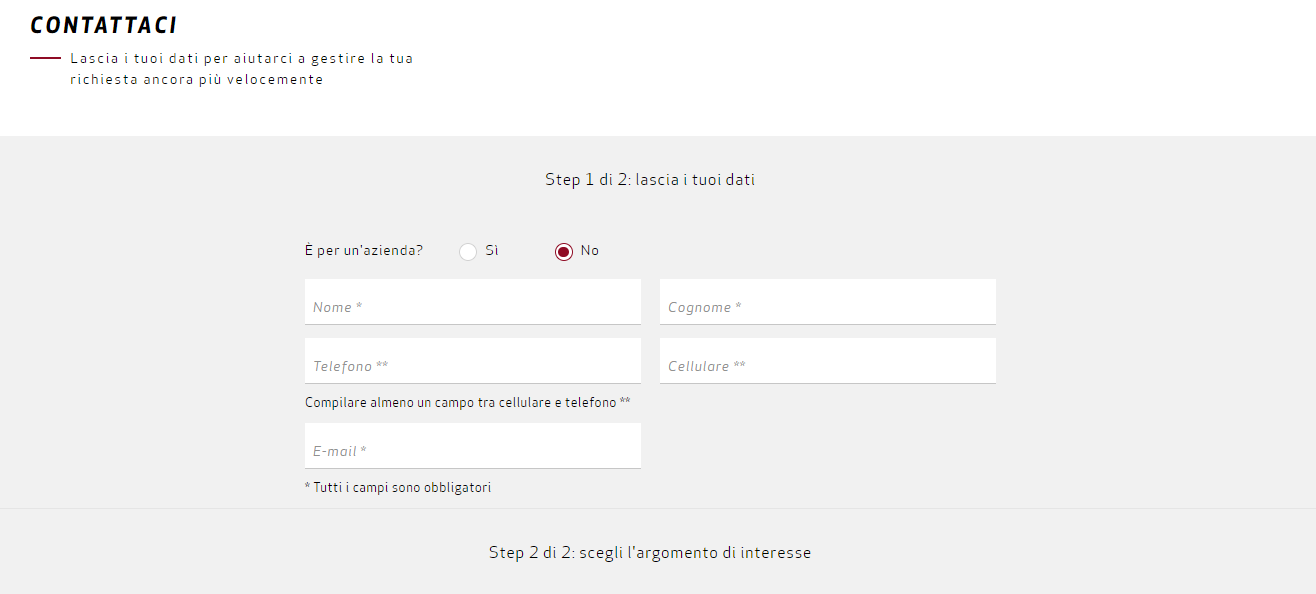 CONTATTACI
Lascia i tuoi dati per aiutarci a gestire la tua
richiesta ancora più velocemente
Step 1 di 2: lascia i tuoi dati
È per un'azienda? Sì No
Nome * Cognome *
Telefono ** Cellulare **
Compilare almeno un campo tra cellulare e telefono **
E-mail *
* Tutti i campi sono obbligatori
Step 2 di 2: scegli l'argomento di interesse